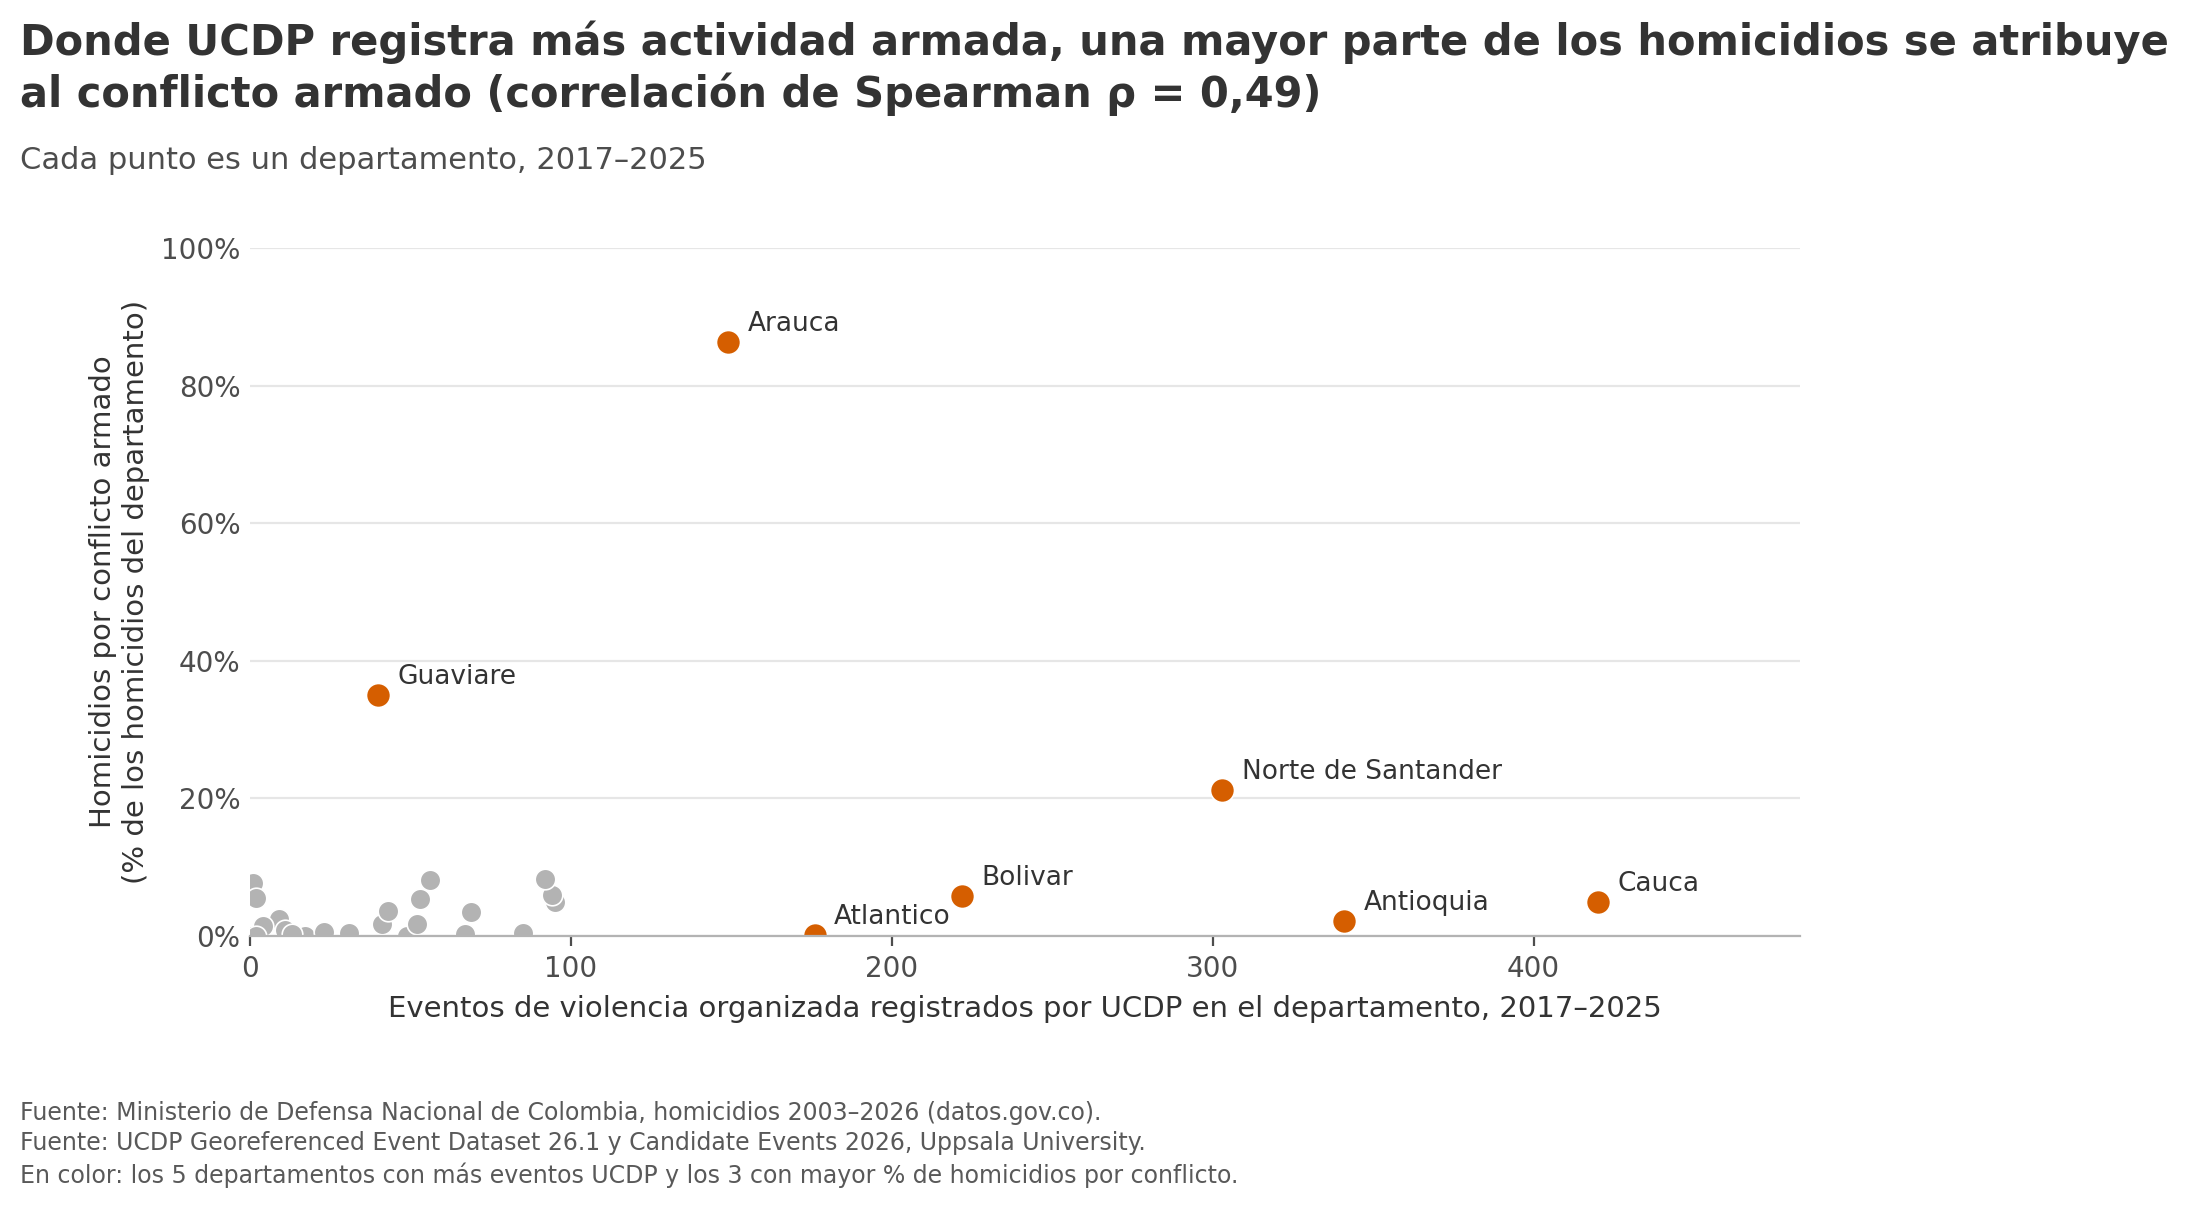 Donde UCDP registra más actividad armada, una mayor parte de los homicidios se atribuye
al conflicto armado (correlación de Spearman ρ = 0,49)
Cada punto es un departamento, 2017–2025
Homicidios por conflicto armado
(% de los homicidios del departamento)
100%
80%
60%
40%
20%
0%
Arauca
Guaviare
Norte de Santander
Bolivar
Cauca
Antioquia
Atlantico
0
100
200
300
400
Eventos de violencia organizada registrados por UCDP en el departamento, 2017–2025
Fuente: Ministerio de Defensa Nacional de Colombia, homicidios 2003–2026 (datos.gov.co).
Fuente: UCDP Georeferenced Event Dataset 26.1 y Candidate Events 2026, Uppsala University.
En color: los 5 departamentos con más eventos UCDP y los 3 con mayor % de homicidios por conflicto.